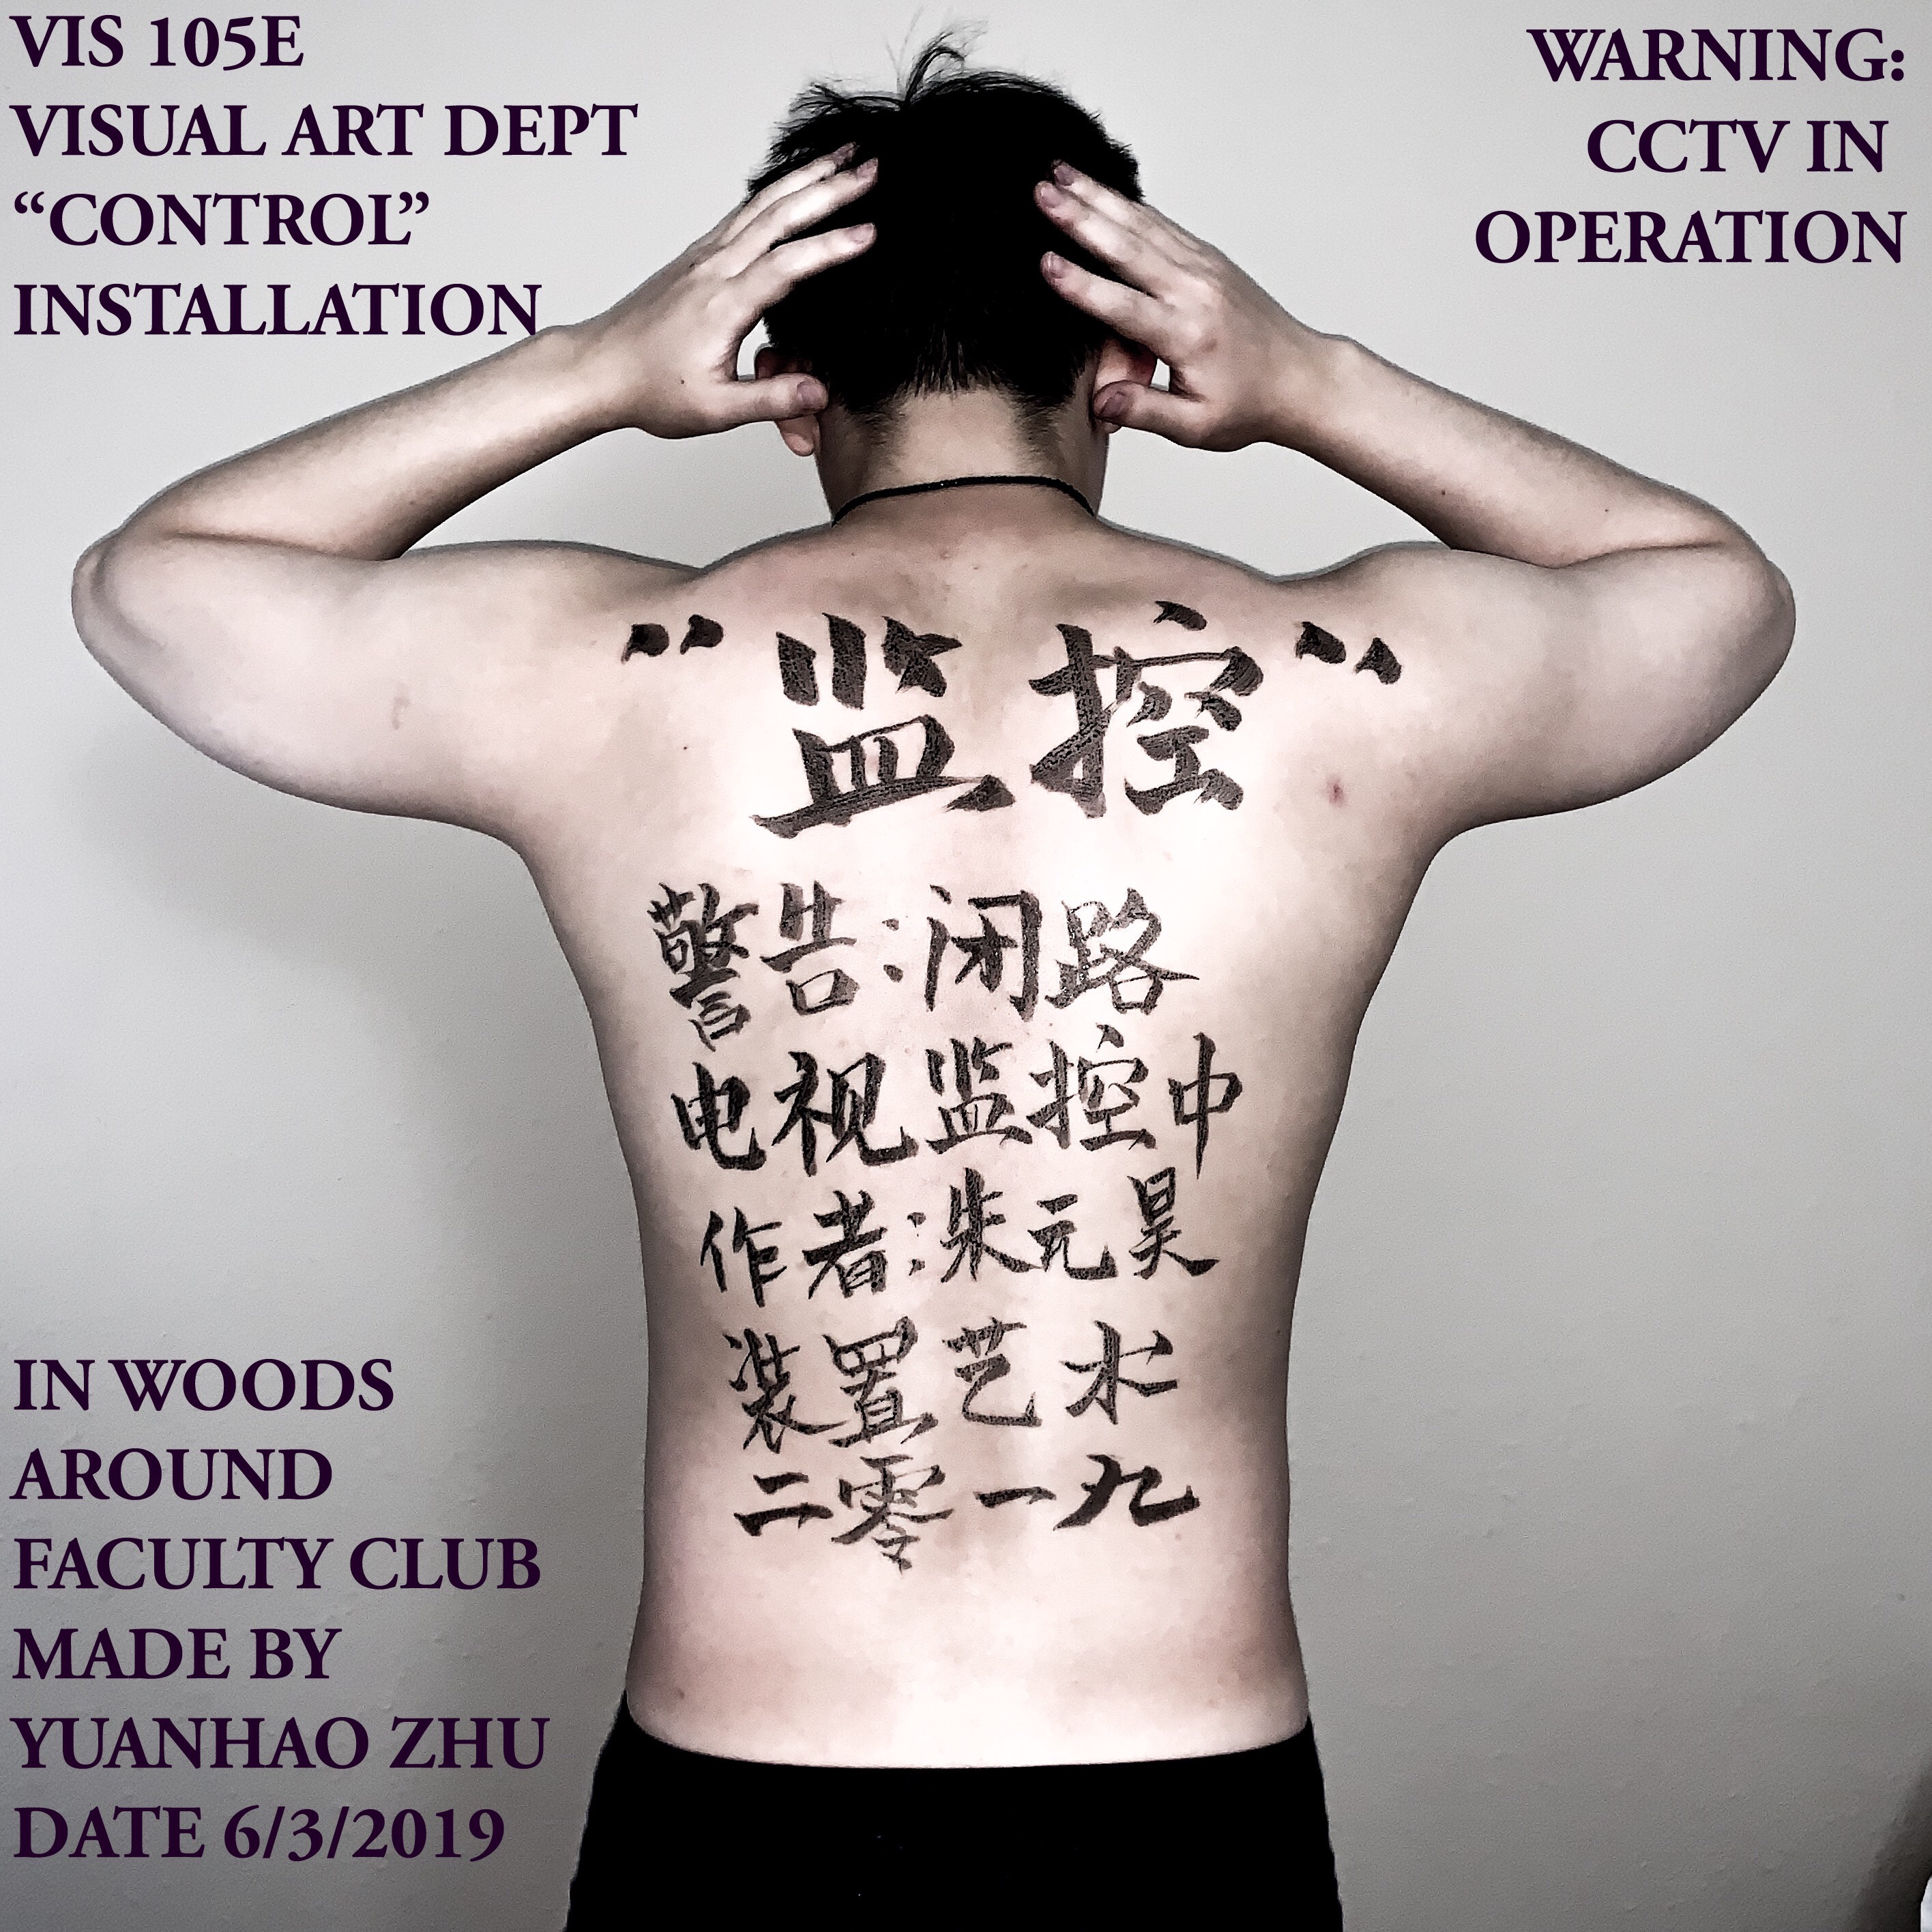 VIS 105E
VISUAL ART DEPT
“CONTROL”
INSTALLATION
WARNING:
CCTV IN
OPERATION
“监控”
警告:闭路
电视监控中
作者:朱元昊
装置艺术
二零一九
IN WOODS
AROUND
FACULTY CLUB
MADE BY
YUANHAO ZHU
DATE 6/3/2019